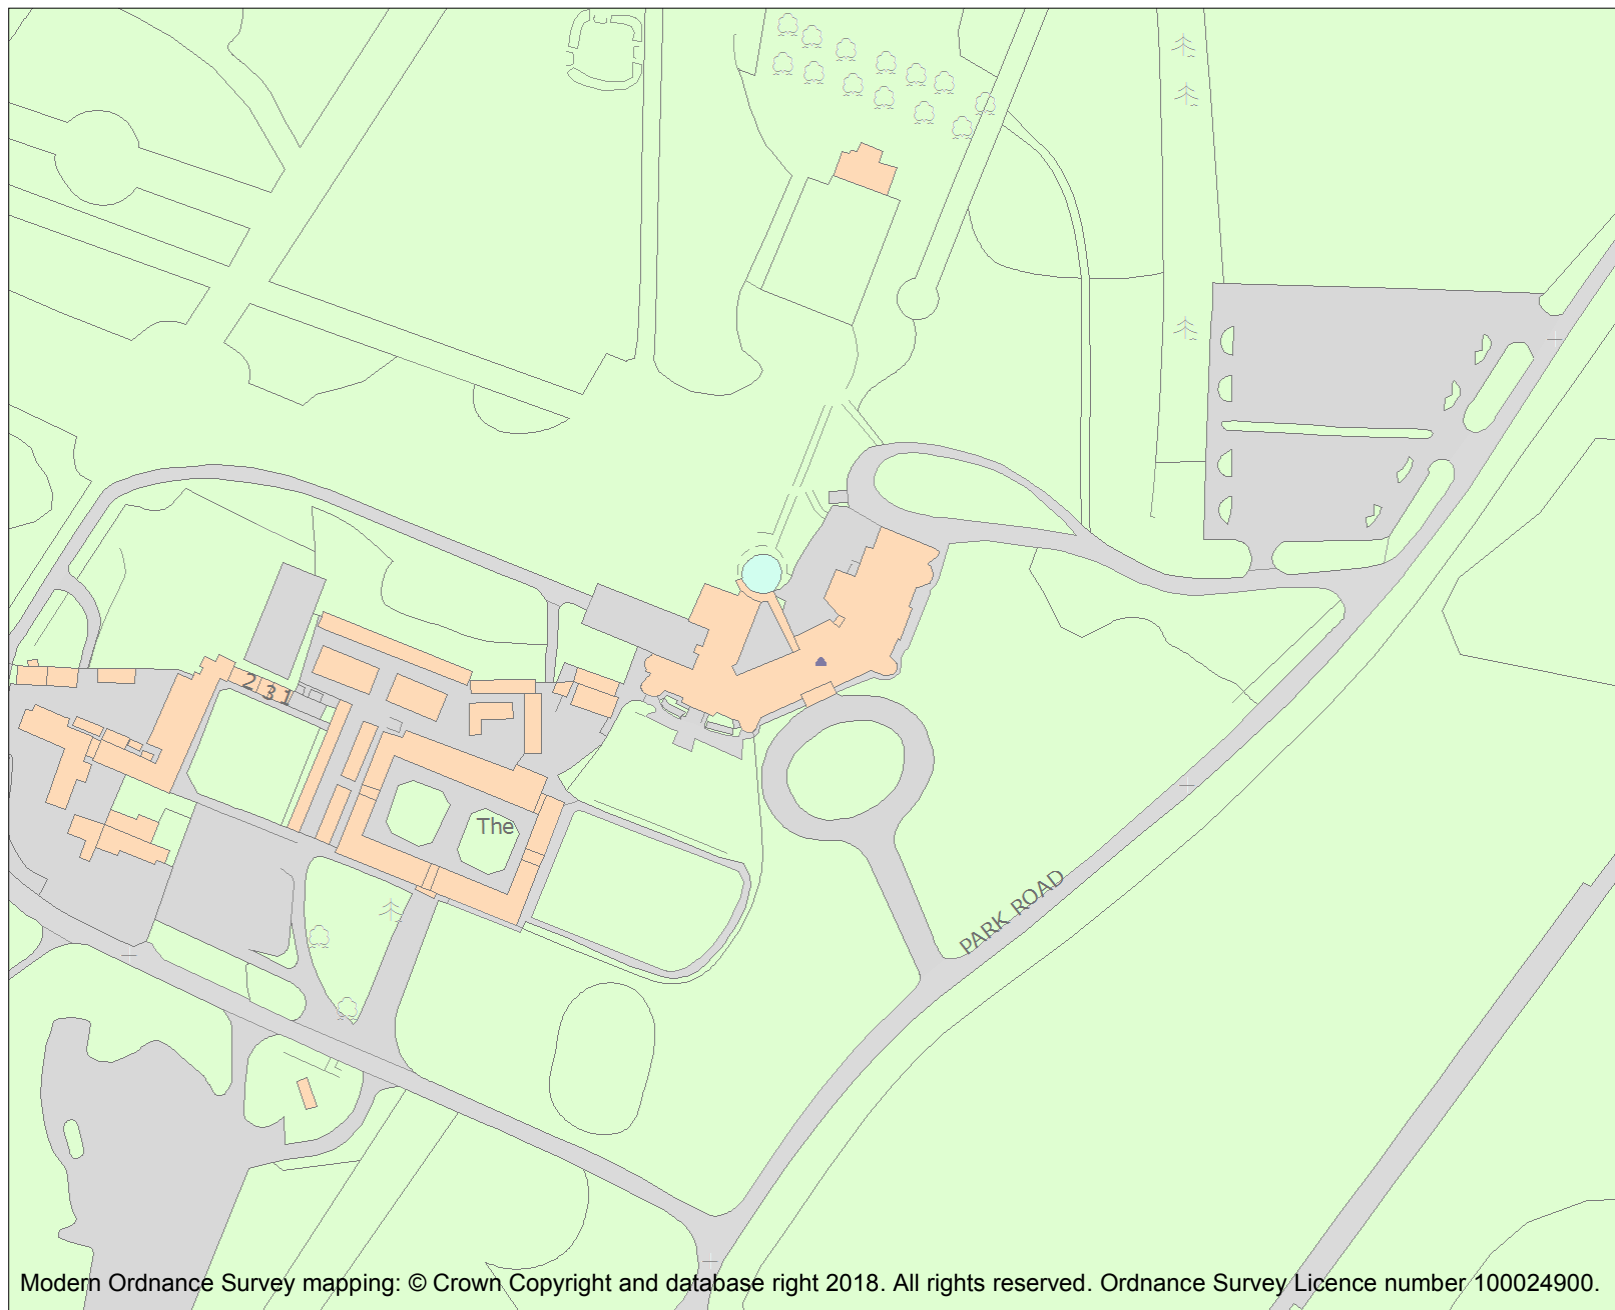 2 3 1
The
PARK ROAD
Modern Ordnance Survey mapping: © Crown Copyright and database right 2018. All rights reserved. Ordnance Survey Licence number 100024900.